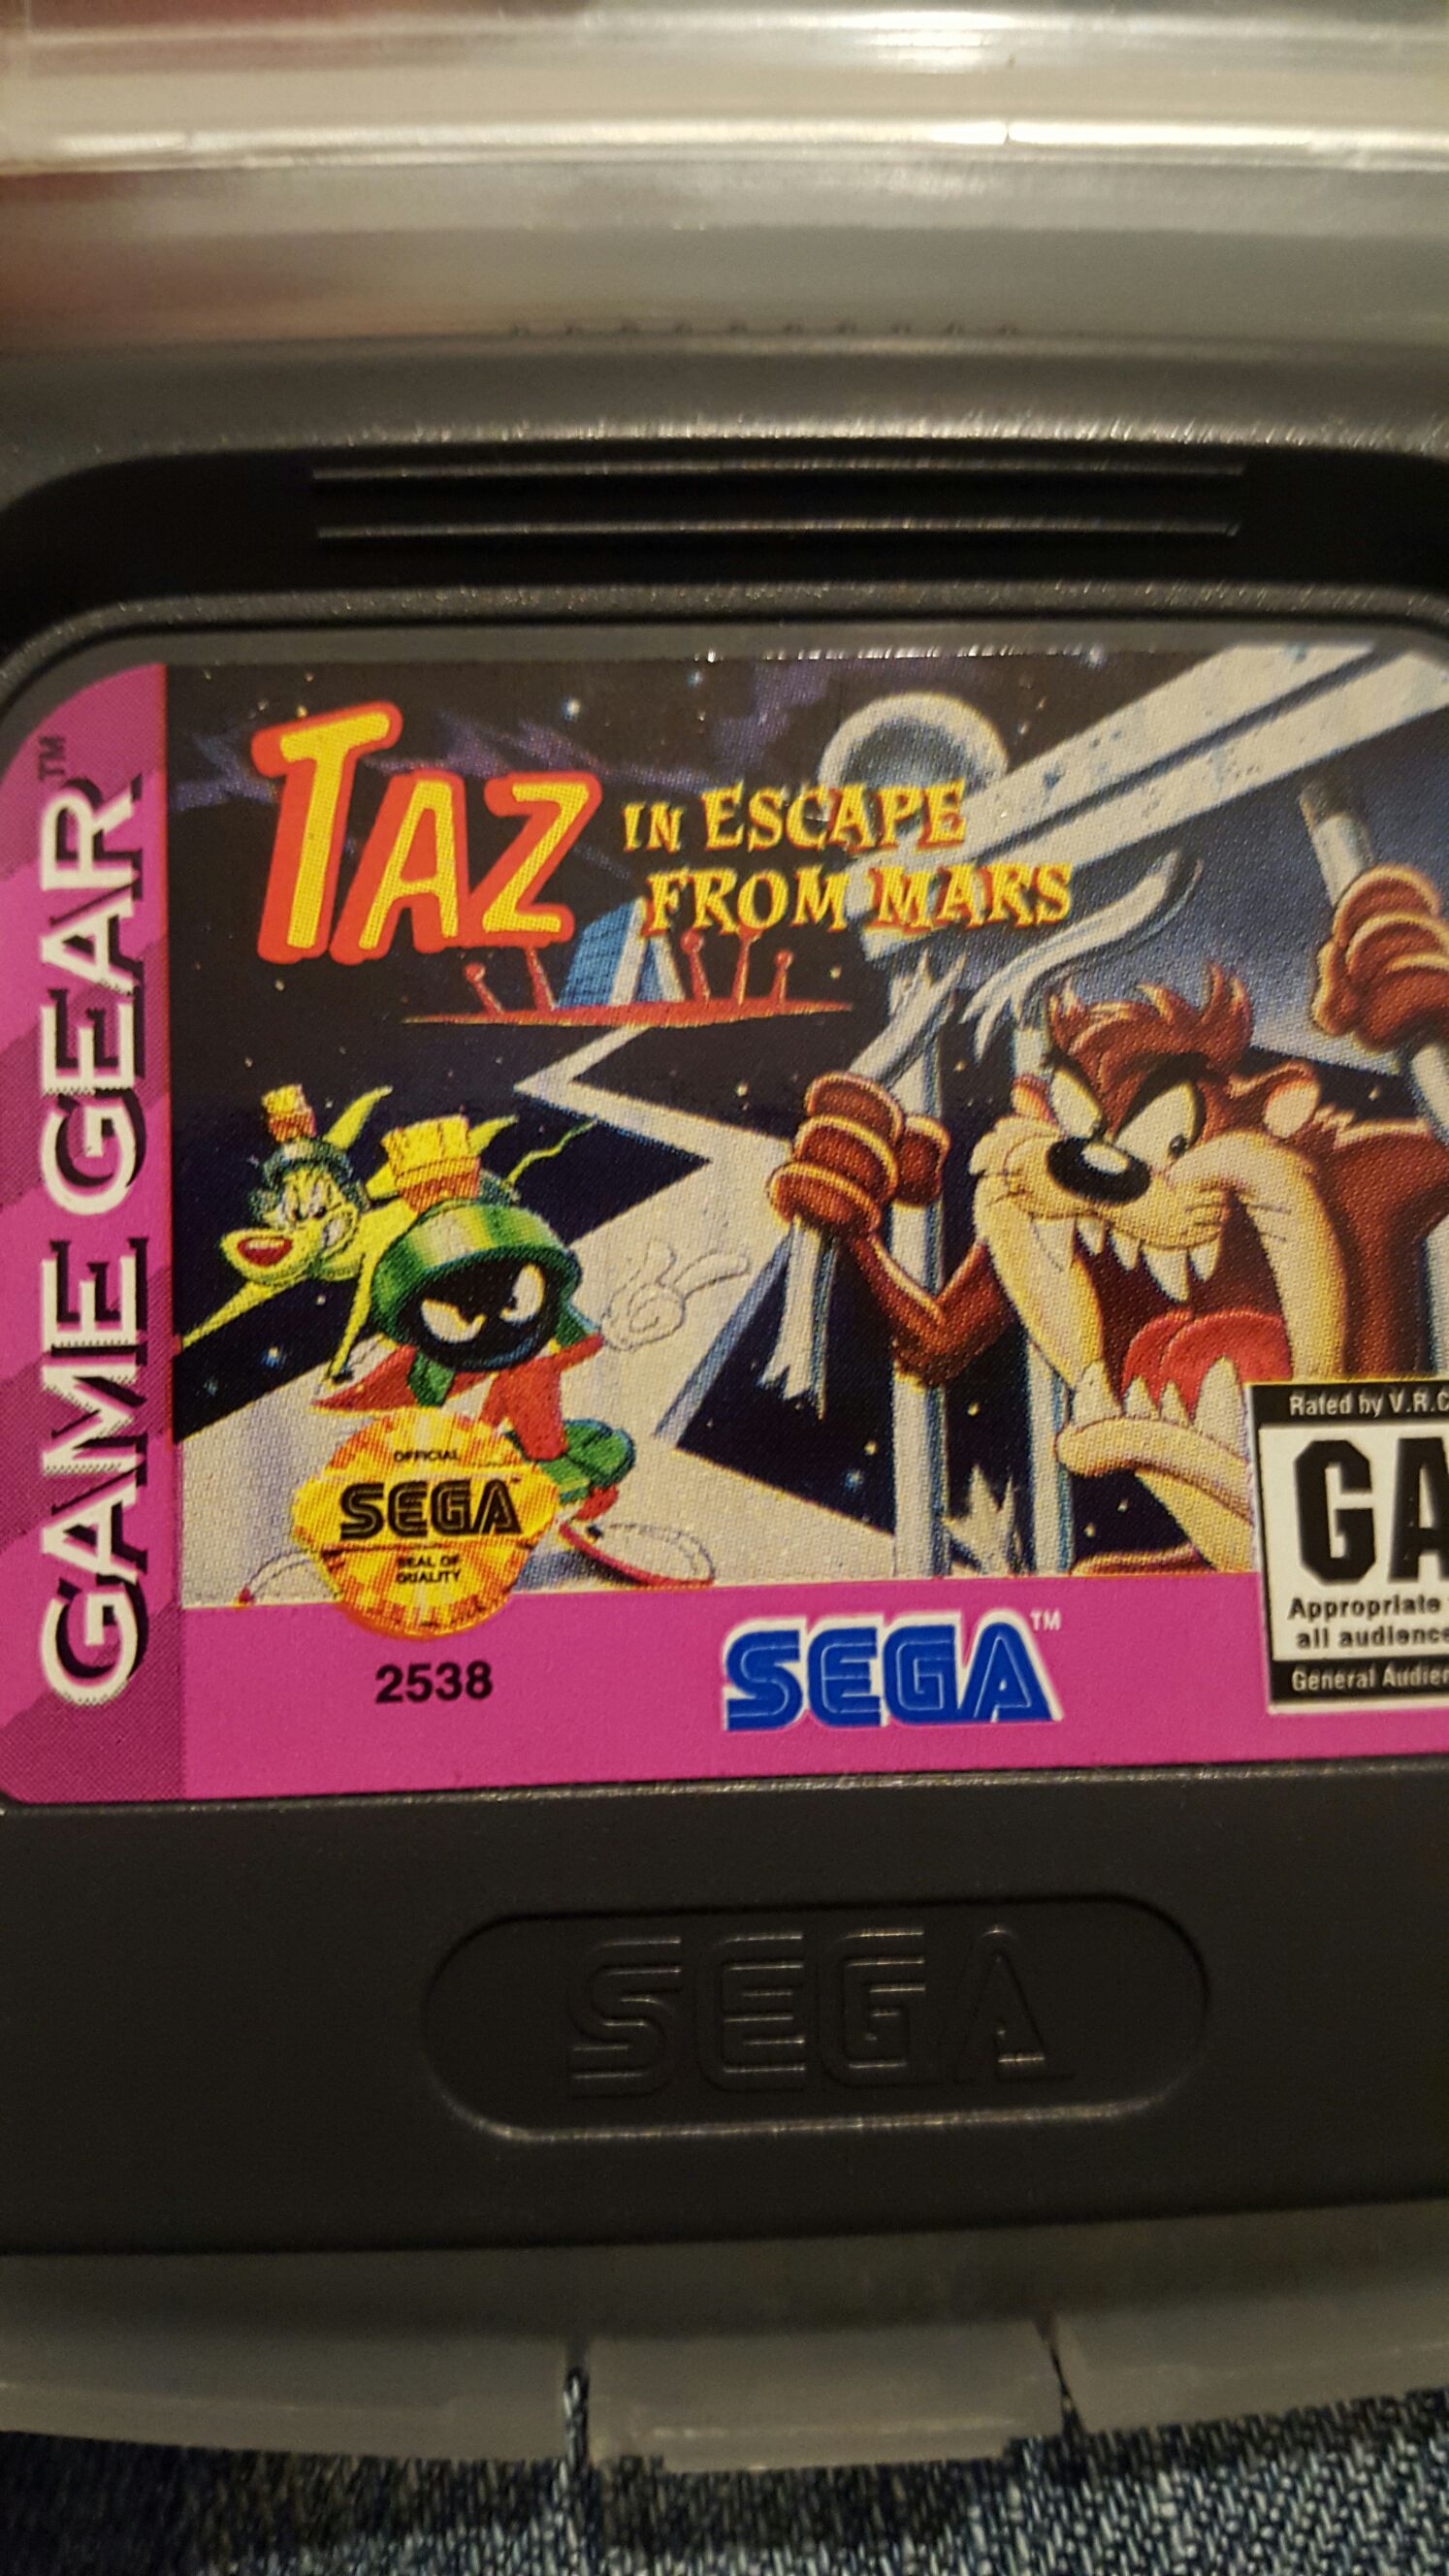 GAME GEAR™
TAZ
IN ESCAPE
FROM MARS
OFFICIAL
SEGA™
SEAL OF
QUALITY
2538
SEGA™
Rated by V.R.C
GA
Appropriate
all audience
General Audien
SEGA